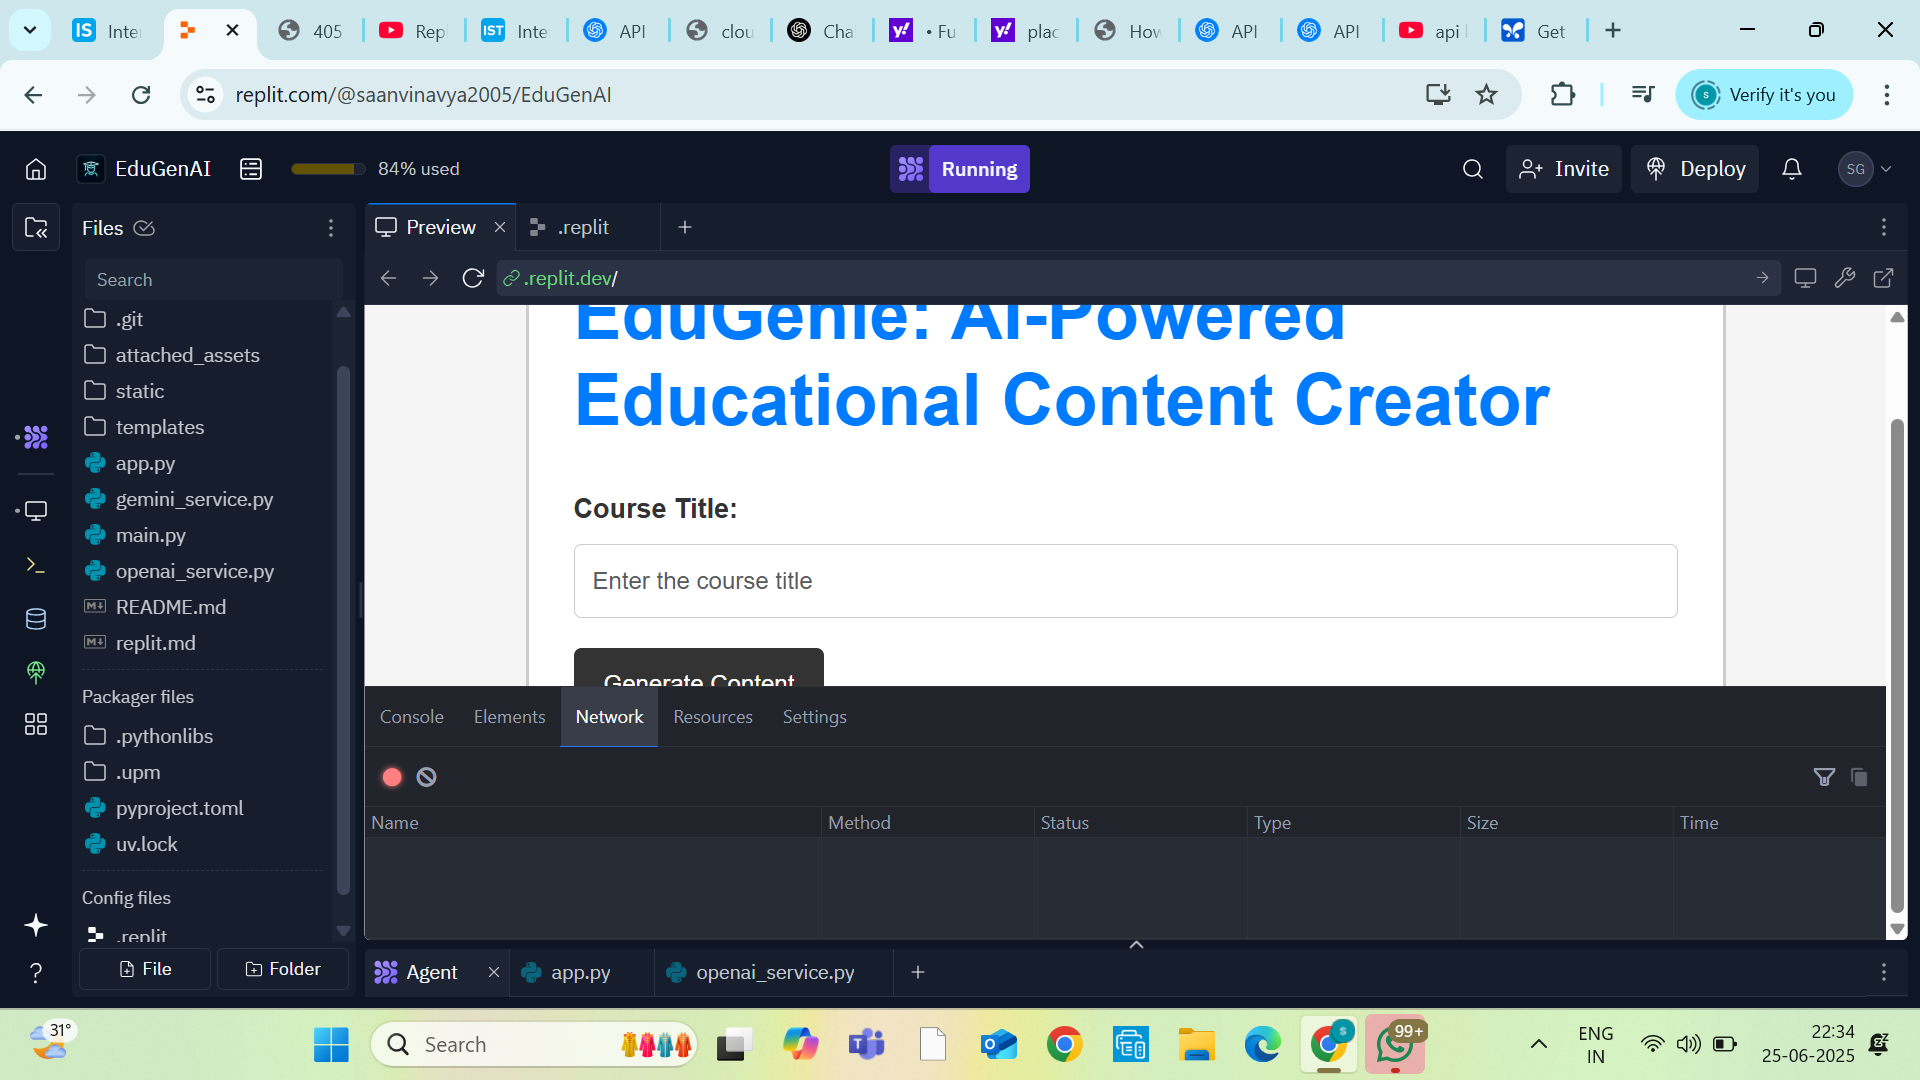 Inte
405
Rep
Inte
API
clou
Cha
• Fu
plac
How
API
API
api
Get
replit.com/@saanvinavya2005/EduGenAI
Verify it's you
EduGenAI
84% used
Running
Invite
Deploy
SG
Files
Preview
.replit
Search
.replit.dev/
.git
attached_assets
static
templates
app.py
gemini_service.py
main.py
openai_service.py
README.md
replit.md
Packager files
.pythonlibs
.upm
pyproject.toml
uv.lock
Config files
.replit
File
Folder
EduGenie: AI-Powered
Educational Content Creator
Course Title:
Enter the course title
Generate Content
Console
Elements
Network
Resources
Settings
Name
Method
Status
Type
Size
Time
Agent
app.py
openai_service.py
31°
Search
99+
ENG
IN
22:34
25-06-2025